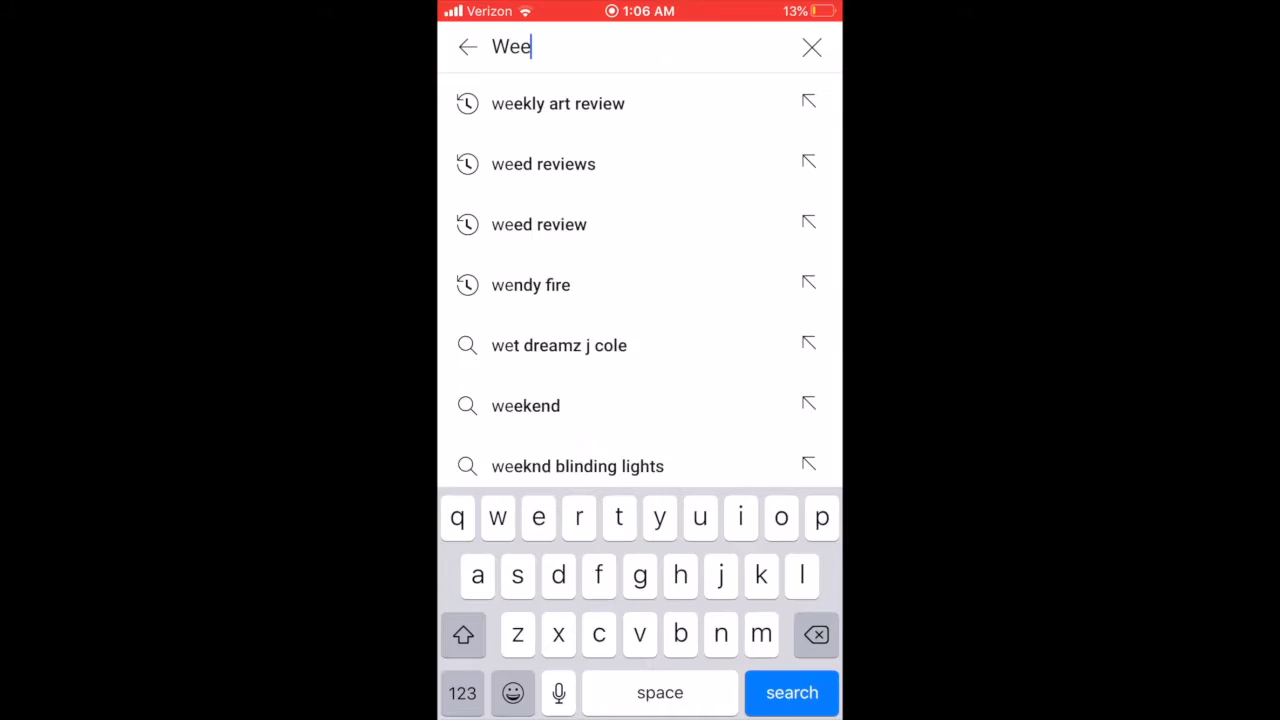 Verizon 1:06 AM 13%
Wee
weekly art review
weed reviews
weed review
wendy fire
wet dreamz j cole
weekend
weeknd blinding lights
q w e r t y u i o p
a s d f g h j k l
z x c v b n m
123 space search